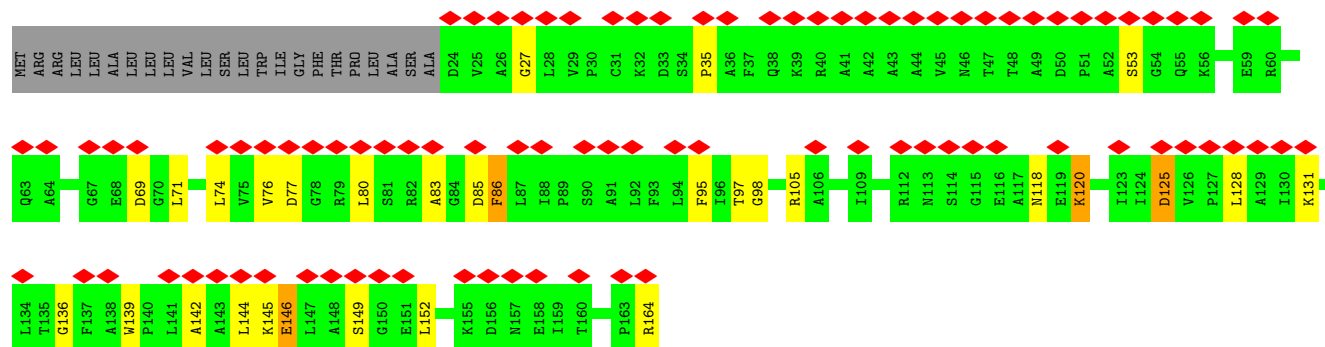 MET ARG ARG LEU LEU ALA LEU LEU LEU VAL LEU SER LEU TRP ILE GLY PHE THR PRO LEU ALA SER ALA D24 V25 A26 G27 L28 V29 P30 C31 K32 D33 S34 P35 A36 F37 Q38 K39 R40 A41 A42 A43 A44 V45 N46 T47 T48 A49 D50 P51 A52 S53 G54 Q55 K56 E59 R60
Q63 A64 G67 E68 D69 G70 L71 L74 V75 V76 D77 G78 R79 L80 S81 R82 A83 G84 D85 F86 L87 I88 P89 S90 A91 L92 F93 L94 F95 I96 T97 G98 R105 A106 I109 R112 N113 S114 G115 E116 A117 N118 E119 K120 I123 I124 D125 V126 P127 L128 A129 I130 K131
L134 T135 G136 F137 A138 W139 P140 L141 A142 A143 L144 K145 E146 L147 A148 S149 G150 E151 L152 K155 D156 N157 E158 I159 T160 P163 R164